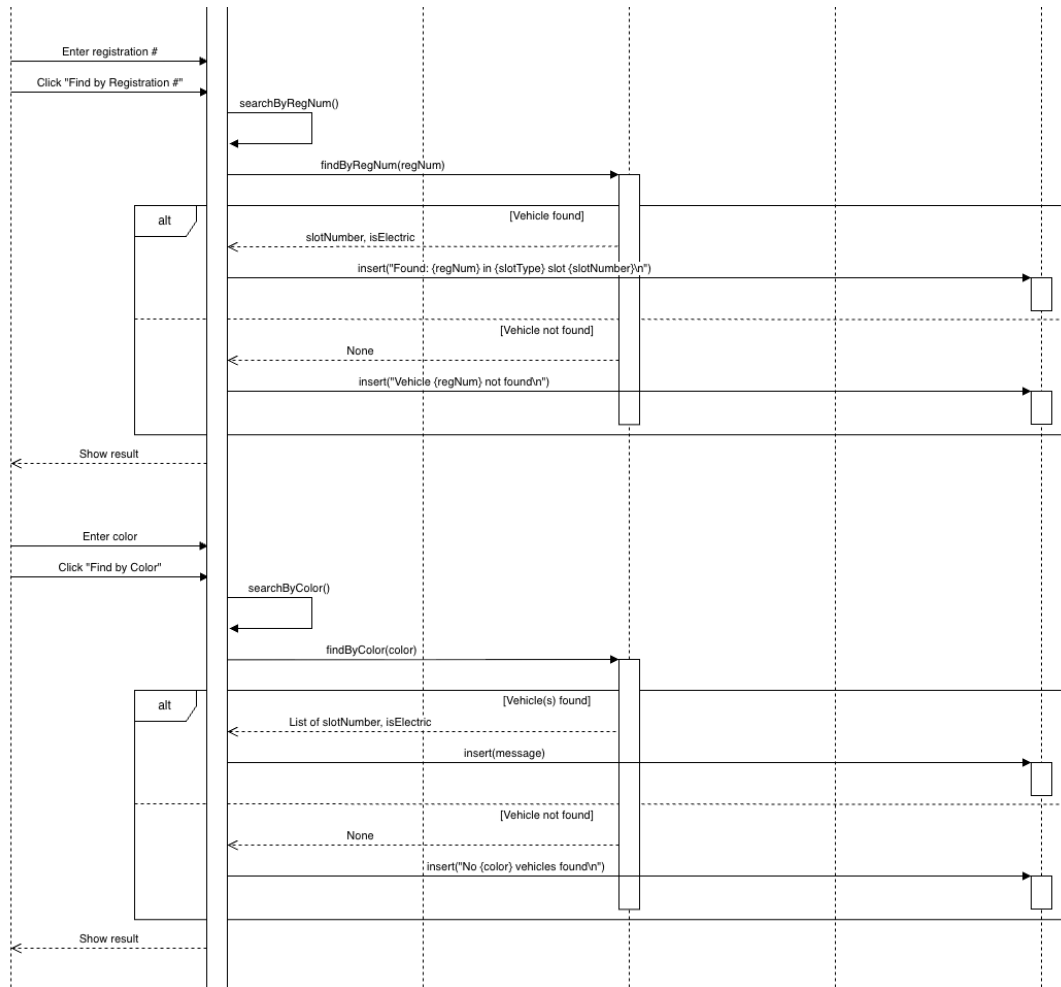 Enter registration #
Click "Find by Registration #"
searchByRegNum()
findByRegNum(regNum)
alt
[Vehicle found]
slotNumber, isElectric
insert("Found: {regNum} in {slotType} slot {slotNumber}\n")
[Vehicle not found]
None
insert("Vehicle {regNum} not found\n")
Show result
Enter color
Click "Find by Color"
searchByColor()
findByColor(color)
alt
[Vehicle(s) found]
List of slotNumber, isElectric
insert(message)
[Vehicle not found]
None
insert("No {color} vehicles found\n")
Show result